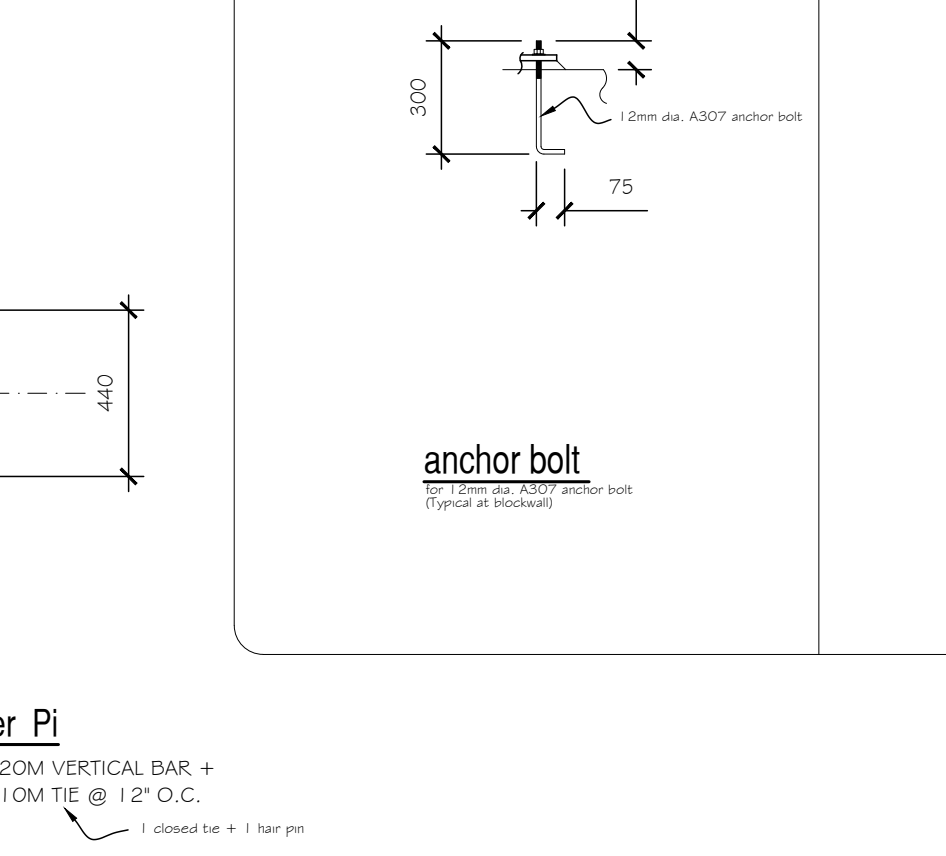 300
12mm dia. A307 anchor bolt
75
440
anchor bolt
for 12mm dia. A307 anchor bolt
(Typical at blockwall)
er Pi
20M VERTICAL BAR +
10M TIE @ 12" O.C.
1 closed tie + 1 hair pin